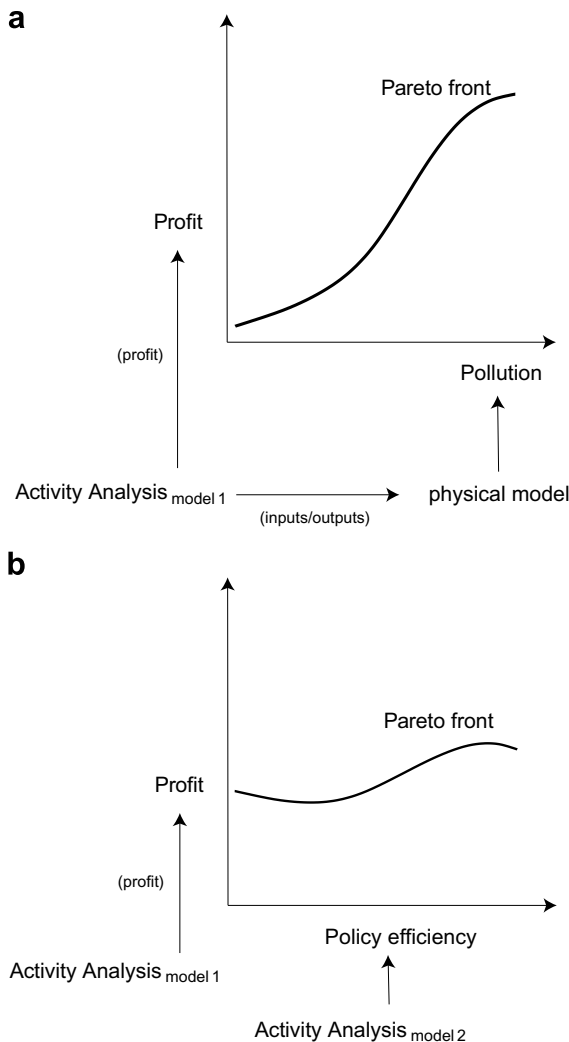 a
Pareto front
Profit
(profit)
Pollution
Activity Analysis model 1
physical model
(inputs/outputs)
b
Pareto front
Profit
(profit)
Policy efficiency
Activity Analysis model 1
Activity Analysis model 2